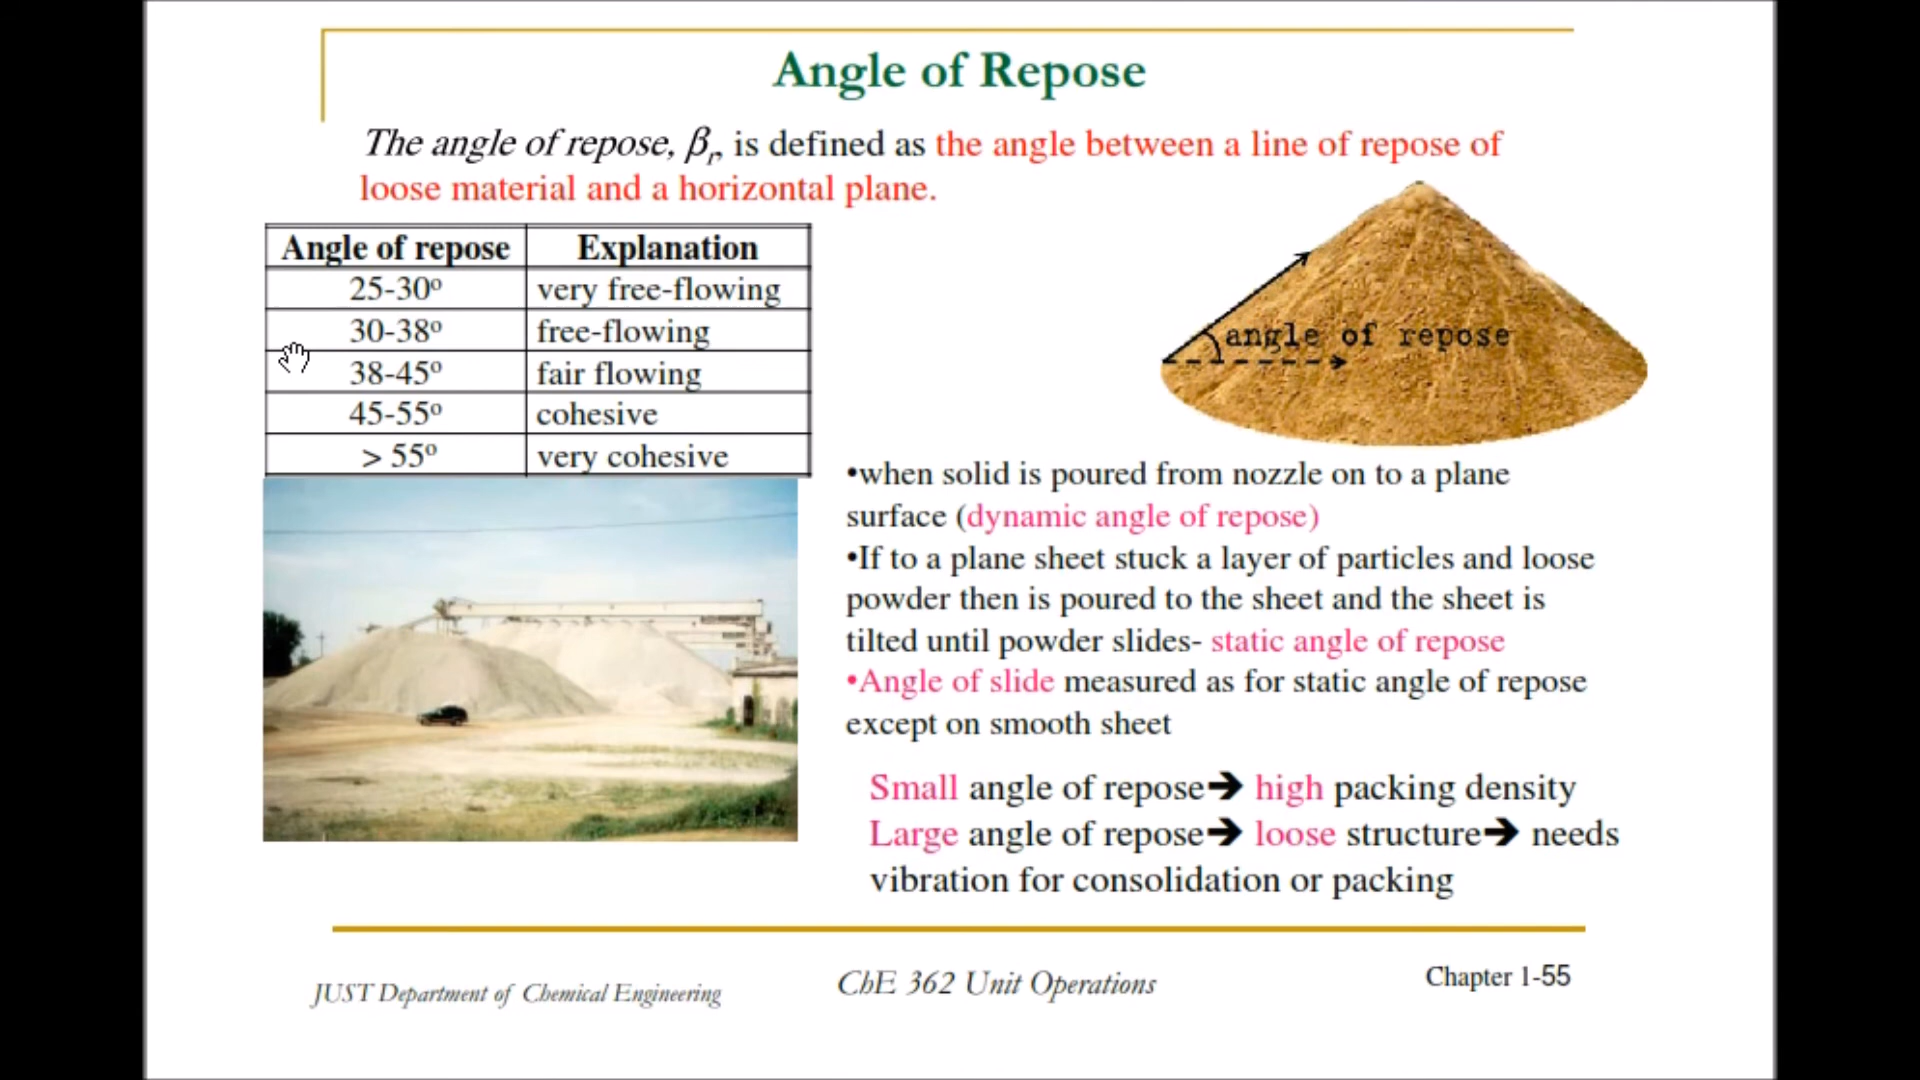 Angle of Repose
The angle of repose, βr, is defined as the angle between a line of repose of
loose material and a horizontal plane.
Angle of repose Explanation
25-30º very free-flowing
30-38º free-flowing
38-45º fair flowing
45-55º cohesive
> 55º very cohesive
angle of repose
•when solid is poured from nozzle on to a plane
surface (dynamic angle of repose)
•If to a plane sheet stuck a layer of particles and loose
powder then is poured to the sheet and the sheet is
tilted until powder slides- static angle of repose
•Angle of slide measured as for static angle of repose
except on smooth sheet
Small angle of repose➔ high packing density
Large angle of repose➔ loose structure➔ needs
vibration for consolidation or packing
JUST Department of Chemical Engineering
ChE 362 Unit Operations
Chapter 1-55